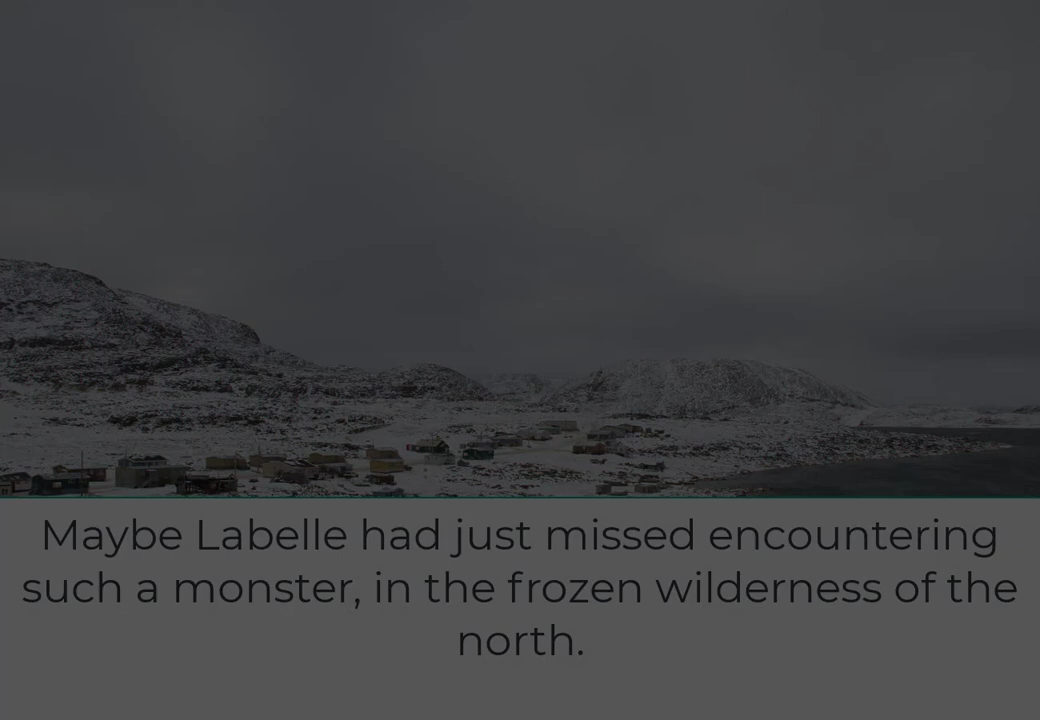 Maybe Labelle had just missed encountering
such a monster, in the frozen wilderness of the
north.